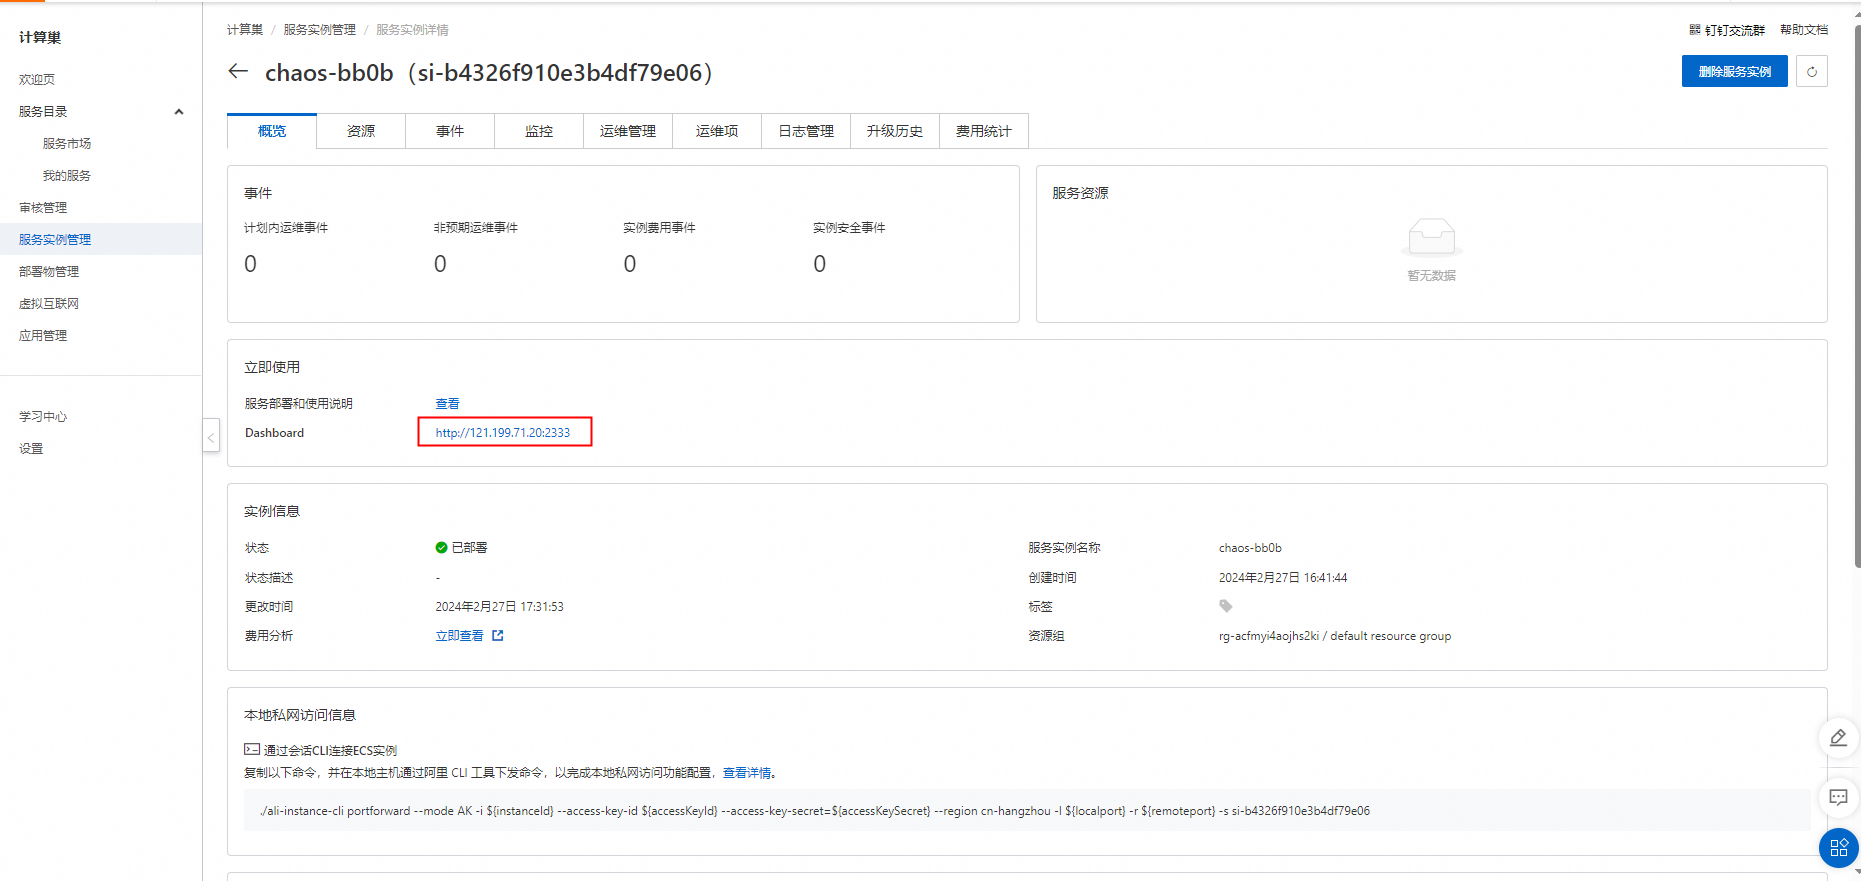 计算巢
欢迎页
服务目录
服务市场
我的服务
审核管理
服务实例管理
部署物管理
虚拟互联网
应用管理
学习中心
设置
计算巢 / 服务实例管理 / 服务实例详情
钉钉交流群 帮助文档
chaos-bb0b（si-b4326f910e3b4df79e06）
删除服务实例
概览 资源 事件 监控 运维管理 运维项 日志管理 升级历史 费用统计
事件
计划内运维事件 非预期运维事件 实例费用事件 实例安全事件
0 0 0 0
服务资源
暂无数据
立即使用
服务部署和使用说明 查看
Dashboard http://121.199.71.20:2333
实例信息
状态 已部署 服务实例名称 chaos-bb0b
状态描述 - 创建时间 2024年2月27日 16:41:44
更改时间 2024年2月27日 17:31:53 标签
费用分析 立即查看 资源组 rg-acfmyi4aojhs2ki / default resource group
本地私网访问信息
通过会话CLI连接ECS实例
复制以下命令，并在本地主机通过阿里 CLI 工具下发命令，以完成本地私网访问功能配置，查看详情。
./ali-instance-cli portforward --mode AK -i ${instanceId} --access-key-id ${accessKeyId} --access-key-secret=${accessKeySecret} --region cn-hangzhou -l ${localport} -r ${remoteport} -s si-b4326f910e3b4df79e06